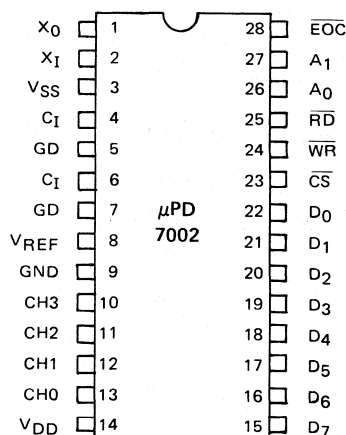 X0 1 28 EOC
XI 2 27 A1
VSS 3 26 A0
CI 4 25 RD
GD 5 24 WR
CI 6 23 CS
GD 7 μPD 22 D0
VREF 8 7002 21 D1
GND 9 20 D2
CH3 10 19 D3
CH2 11 18 D4
CH1 12 17 D5
CH0 13 16 D6
VDD 14 15 D7